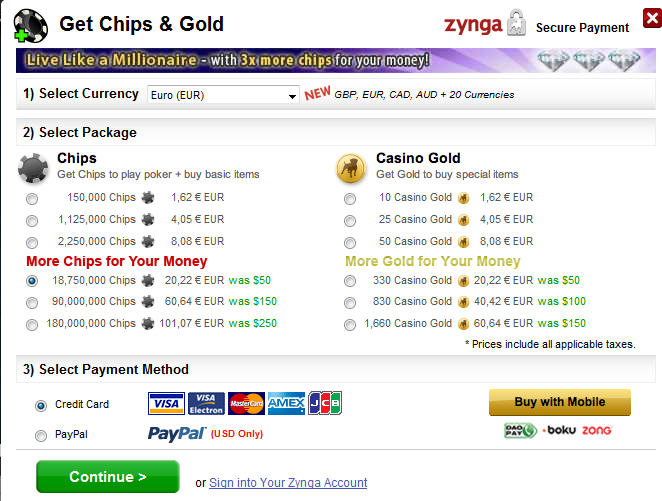 Get Chips & Gold
zynga Secure Payment
Live Like a Millionaire - with 3x more chips for your money!
1) Select Currency Euro (EUR) NEW GBP, EUR, CAD, AUD + 20 Currencies
2) Select Package
Chips
Get Chips to play poker + buy basic items
150,000 Chips 1,62 € EUR
1,125,000 Chips 4,05 € EUR
2,250,000 Chips 8,08 € EUR
More Chips for Your Money
18,750,000 Chips 20,22 € EUR was $50
90,000,000 Chips 60,64 € EUR was $150
180,000,000 Chips 101,07 € EUR was $250
Casino Gold
Get Gold to buy special items
10 Casino Gold 1,62 € EUR
25 Casino Gold 4,05 € EUR
50 Casino Gold 8,08 € EUR
More Gold for Your Money
330 Casino Gold 20,22 € EUR was $50
830 Casino Gold 40,42 € EUR was $100
1,660 Casino Gold 60,64 € EUR was $150
* Prices include all applicable taxes.
3) Select Payment Method
Credit Card VISA VISA Electron MasterCard AMEX JCB
PayPal PayPal (USD Only)
Buy with Mobile
DAO PAY boku ZONG
Continue > or Sign into Your Zynga Account